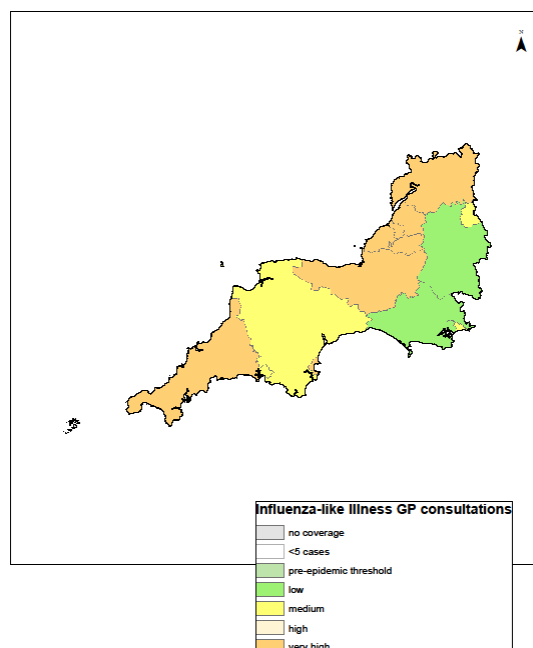 N
Influenza-like Illness GP consultations
no coverage
<5 cases
pre-epidemic threshold
low
medium
high
very high